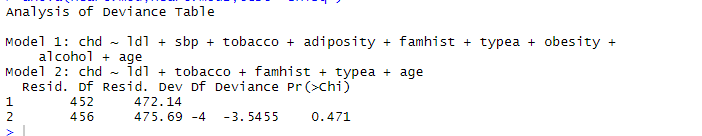 Analysis of Deviance Table
Model 1: chd ~ ldl + sbp + tobacco + adiposity + famhist + typea + obesity +
    alcohol + age
Model 2: chd ~ ldl + tobacco + famhist + typea + age
  Resid. Df Resid. Dev Df Deviance Pr(>Chi)
1       452     472.14
2       456     475.69 -4  -3.5455    0.471
>